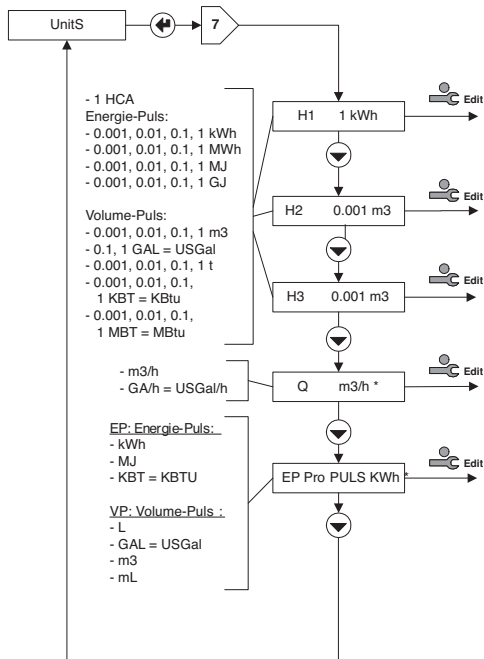 UnitS
7
- 1 HCA
Energie-Puls:
- 0.001, 0.01, 0.1, 1 kWh
- 0.001, 0.01, 0.1, 1 MWh
- 0.001, 0.01, 0.1, 1 MJ
- 0.001, 0.01, 0.1, 1 GJ
Volume-Puls:
- 0.001, 0.01, 0.1, 1 m3
- 0.1, 1 GAL = USGal
- 0.001, 0.01, 0.1, 1 t
- 0.001, 0.01, 0.1,
1 KBT = KBtu
- 0.001, 0.01, 0.1,
1 MBT = MBtu
H1 1 kWh
Edit
H2 0.001 m3
Edit
H3 0.001 m3
Edit
- m3/h
- GA/h = USGal/h
Q m3/h *
Edit
EP: Energie-Puls:
- kWh
- MJ
- KBT = KBTU
VP: Volume-Puls :
- L
- GAL = USGal
- m3
- mL
EP Pro PULS KWh *
Edit